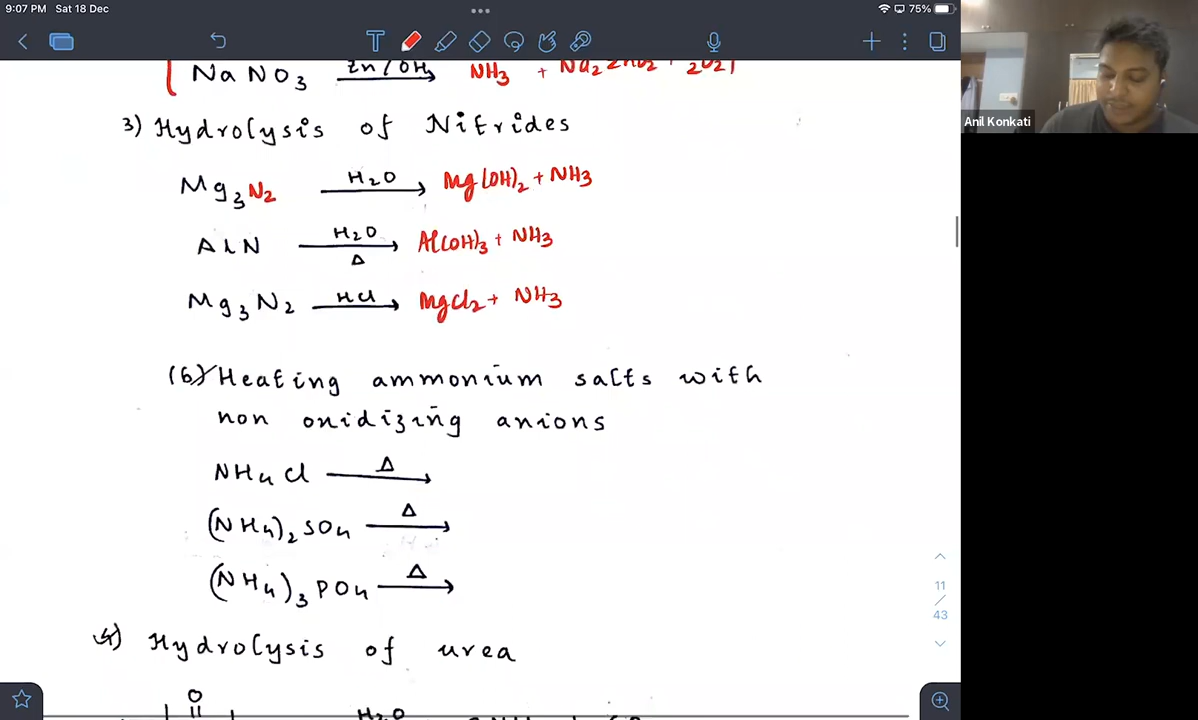 9:07 PM Sat 18 Dec
75%
Anil Konkati
NaNO3 Zn/OH NH3 +
3) Hydrolysis of Nitrides
Mg3N2 H2O Mg(OH)2 + NH3
AlN H2O Δ Al(OH)3 + NH3
Mg3N2 HCl MgCl2 + NH3
(6) Heating ammonium salts with
non oxidizing anions
NH4Cl Δ
(NH4)2SO4 Δ
(NH4)3PO4 Δ
4) Hydrolysis of urea
O
H2O
11
/
43